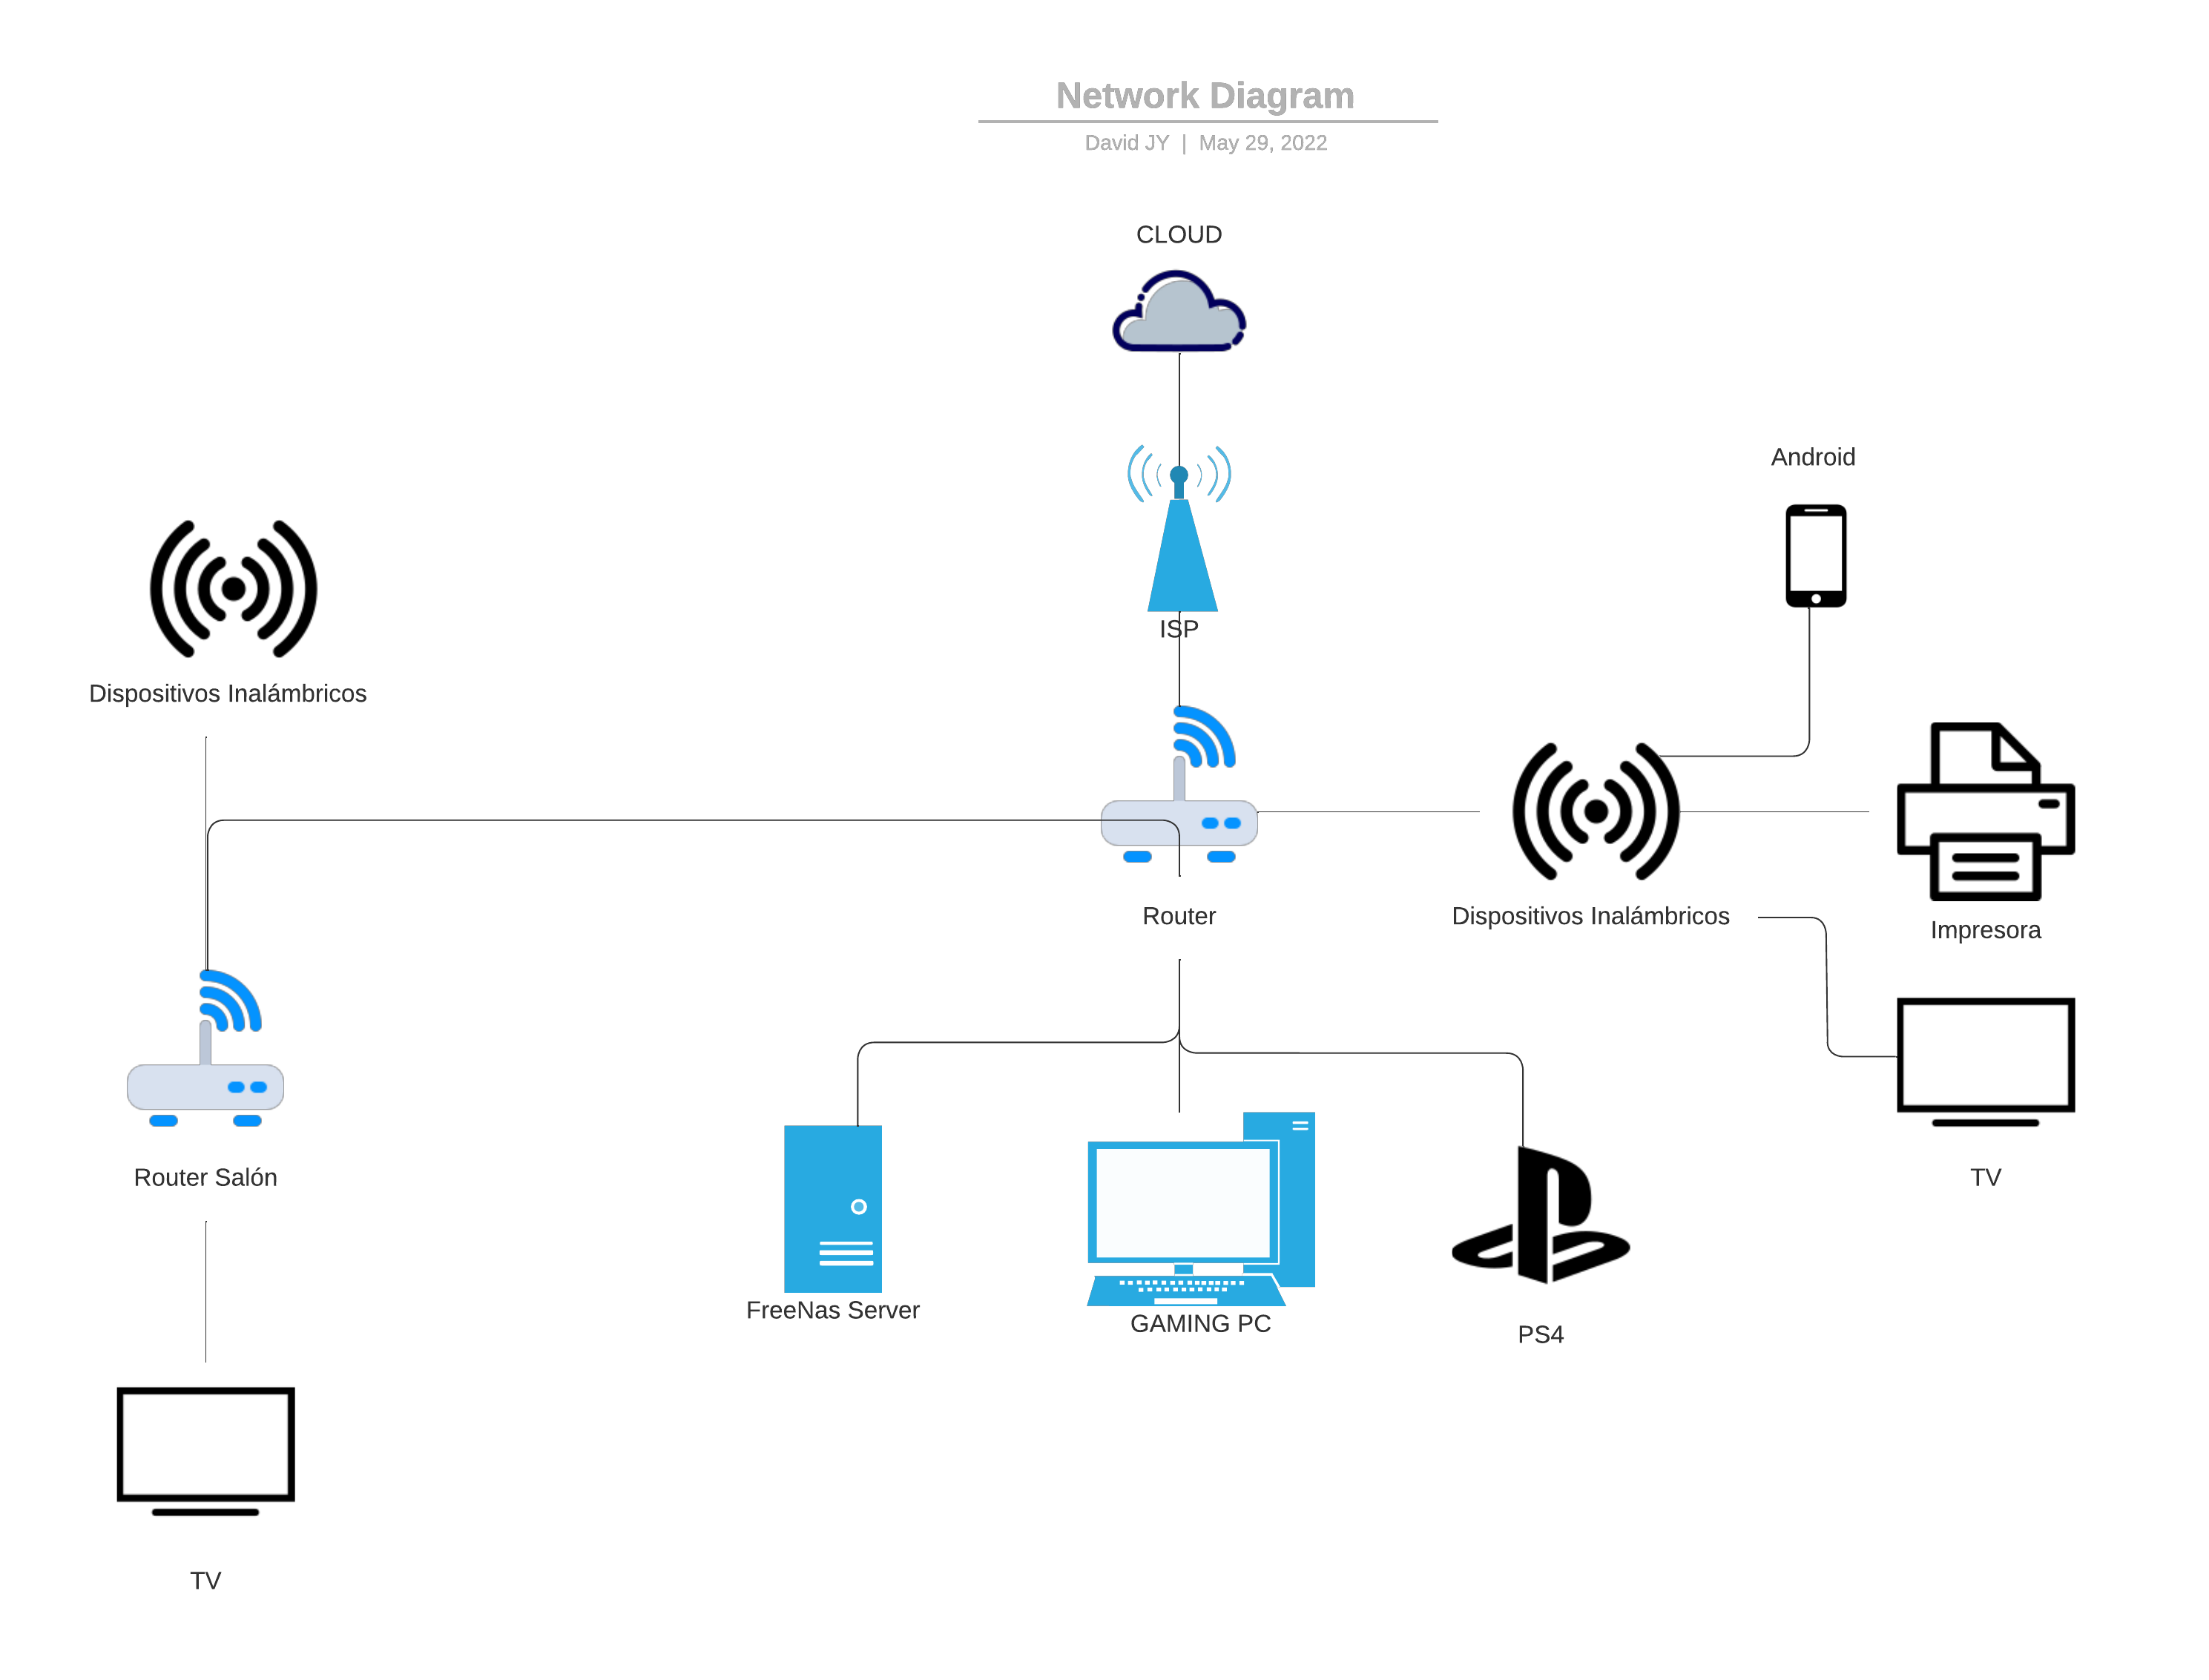 Network Diagram
David JY | May 29, 2022
CLOUD
Android
ISP
Dispositivos Inalámbricos
Router
Dispositivos Inalámbricos
Impresora
Router Salón
TV
FreeNas Server
GAMING PC
PS4
TV